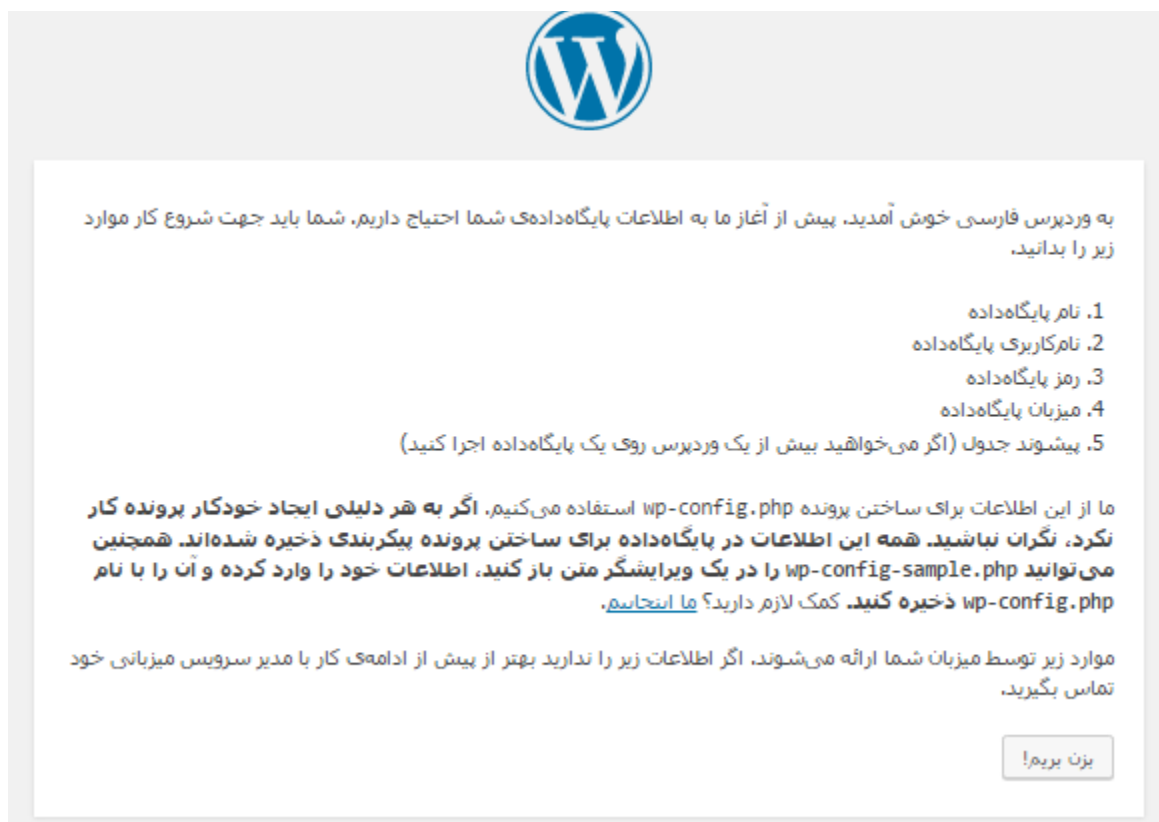 به وردپرس فارسی خوش آمدید. پیش از آغاز ما به اطلاعات پایگاه‌داده‌ی شما احتیاج داریم. شما باید جهت شروع کار موارد
زیر را بدانید.
1. نام پایگاه‌داده
2. نام‌کاربری پایگاه‌داده
3. رمز پایگاه‌داده
4. میزبان پایگاه‌داده
5. پیشوند جدول (اگر می‌خواهید بیش از یک وردپرس روی یک پایگاه‌داده اجرا کنید)
ما از این اطلاعات برای ساختن پرونده wp-config.php استفاده می‌کنیم. اگر به هر دلیلی ایجاد خودکار پرونده کار
نکرد، نگران نباشید. همه این اطلاعات در پایگاه‌داده برای ساختن پرونده پیکربندی ذخیره شده‌اند. همچنین
می‌توانید wp-config-sample.php را در یک ویرایشگر متن باز کنید، اطلاعات خود را وارد کرده و آن را با نام
wp-config.php ذخیره کنید. کمک لازم دارید؟ ما اینجاییم.
موارد زیر توسط میزبان شما ارائه می‌شوند. اگر اطلاعات زیر را ندارید بهتر از پیش از ادامه‌ی کار با مدیر سرویس میزبانی خود
تماس بگیرید.
بزن بریم!